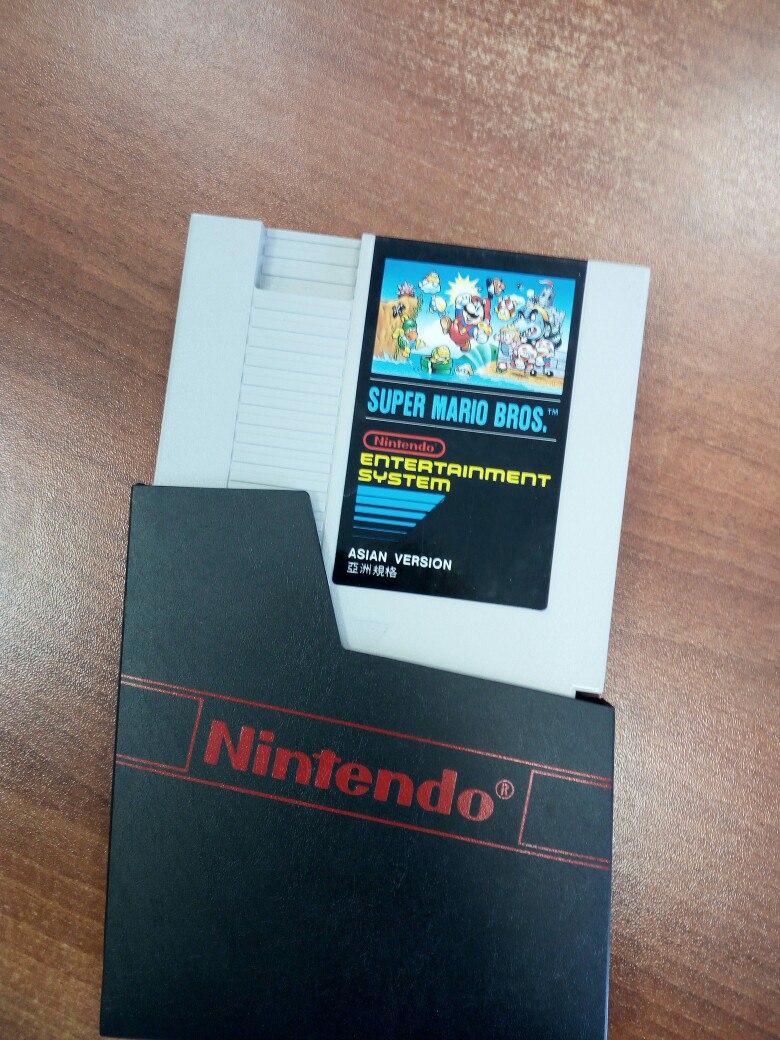 SUPER MARIO BROS.™
Nintendo®
ENTERTAINMENT
SYSTEM
ASIAN VERSION
亞洲規格
Nintendo®